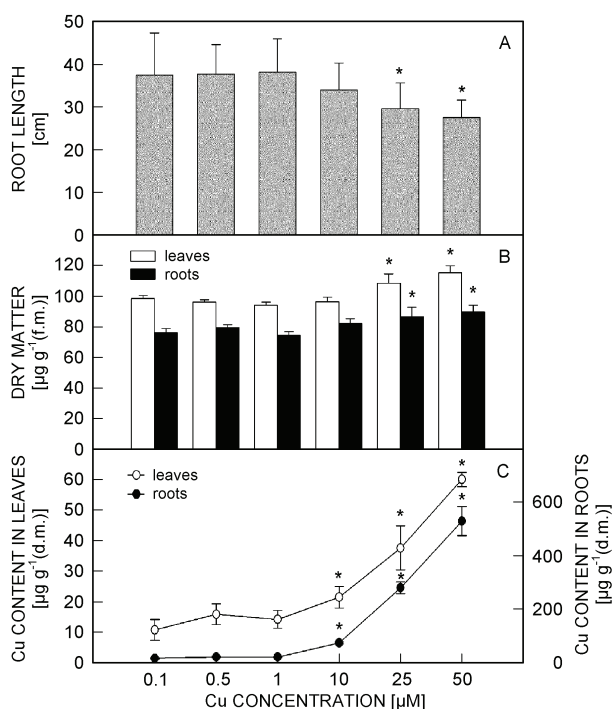 A
ROOT LENGTH
[cm]
50
40
30
20
10
0
* *
B
leaves
roots
DRY MATTER
[µg g⁻¹(f.m.)]
120
100
80
60
40
20
0
* * * *
C
leaves
roots
Cu CONTENT IN LEAVES
[µg g⁻¹(d.m.)]
60
50
40
30
20
10
0
* * * * * *
600
400
200
0
Cu CONTENT IN ROOTS
[µg g⁻¹(d.m.)]
0.1 0.5 1 10 25 50
Cu CONCENTRATION [µM]